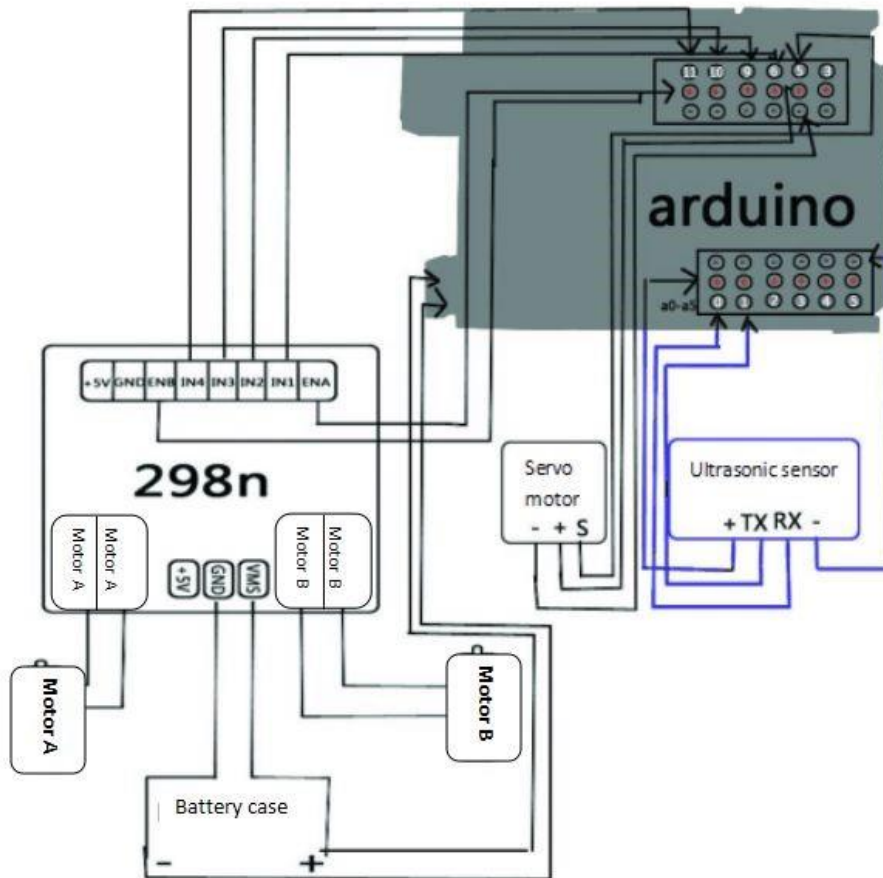 11 10 9 6 5 3
+ + + + + +
- - - - - -
arduino
- - - - - -
+ + + + + +
a0-a5
0 1 2 3 4 5
+5V GND ENB IN4 IN3 IN2 IN1 ENA
298n
Motor A
Motor A
+5V
GND
VMS
Motor B
Motor B
Servo
motor
- + S
Ultrasonic sensor
+ TX RX -
Motor A
Motor B
Battery case
- +